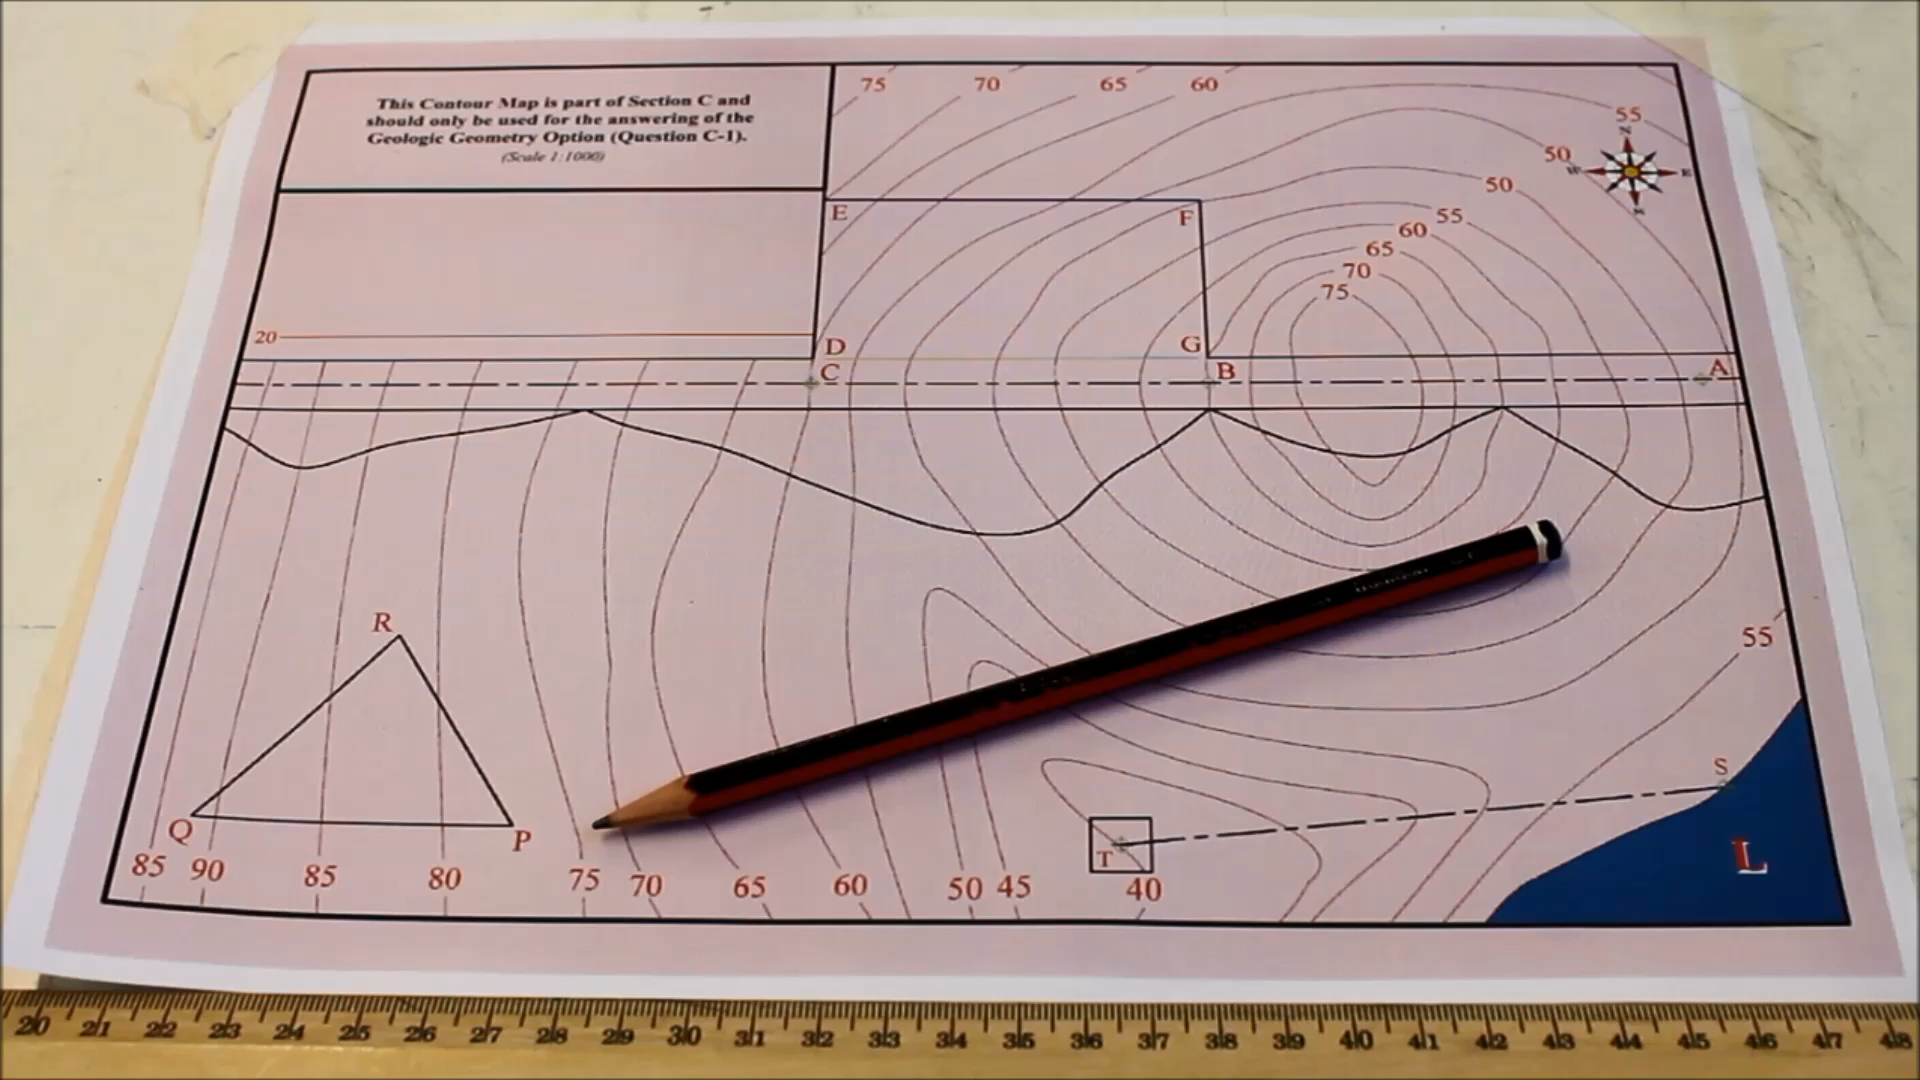 This Contour Map is part of Section C and
should only be used for the answering of the
Geologic Geometry Option (Question C-1).
(Scale 1:1000)
75 70 65 60
55
N
50
W E
50
E F
55
60
65
70
75
20
D G
C B A
R
55
S
Q P
T L
85 90 85 80 75 70 65 60 50 45 40
20 21 22 23 24 25 26 27 28 29 30 31 32 33 34 35 36 37 38 39 40 41 42 43 44 45 46 47 48